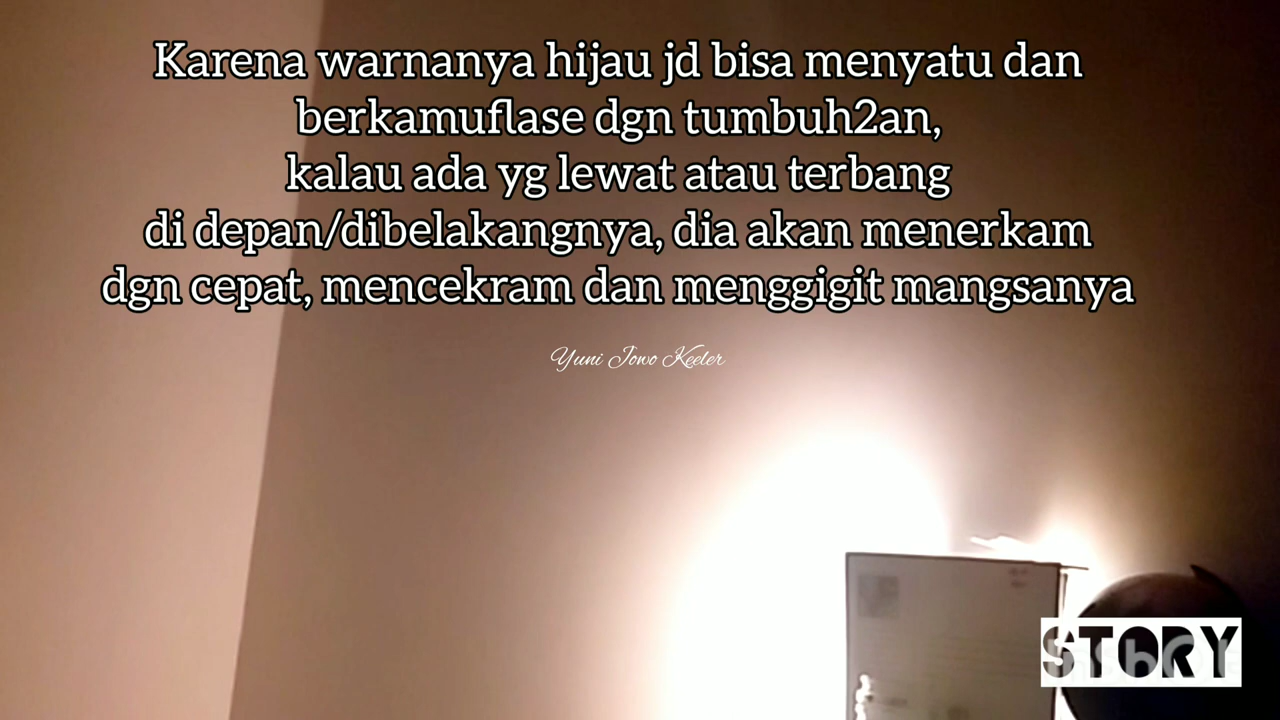 Karena warnanya hijau jd bisa menyatu dan
berkamuflase dgn tumbuh2an,
kalau ada yg lewat atau terbang
di depan/dibelakangnya, dia akan menerkam
dgn cepat, mencekram dan menggigit mangsanya
Yuni Jowo Keeler
STORY